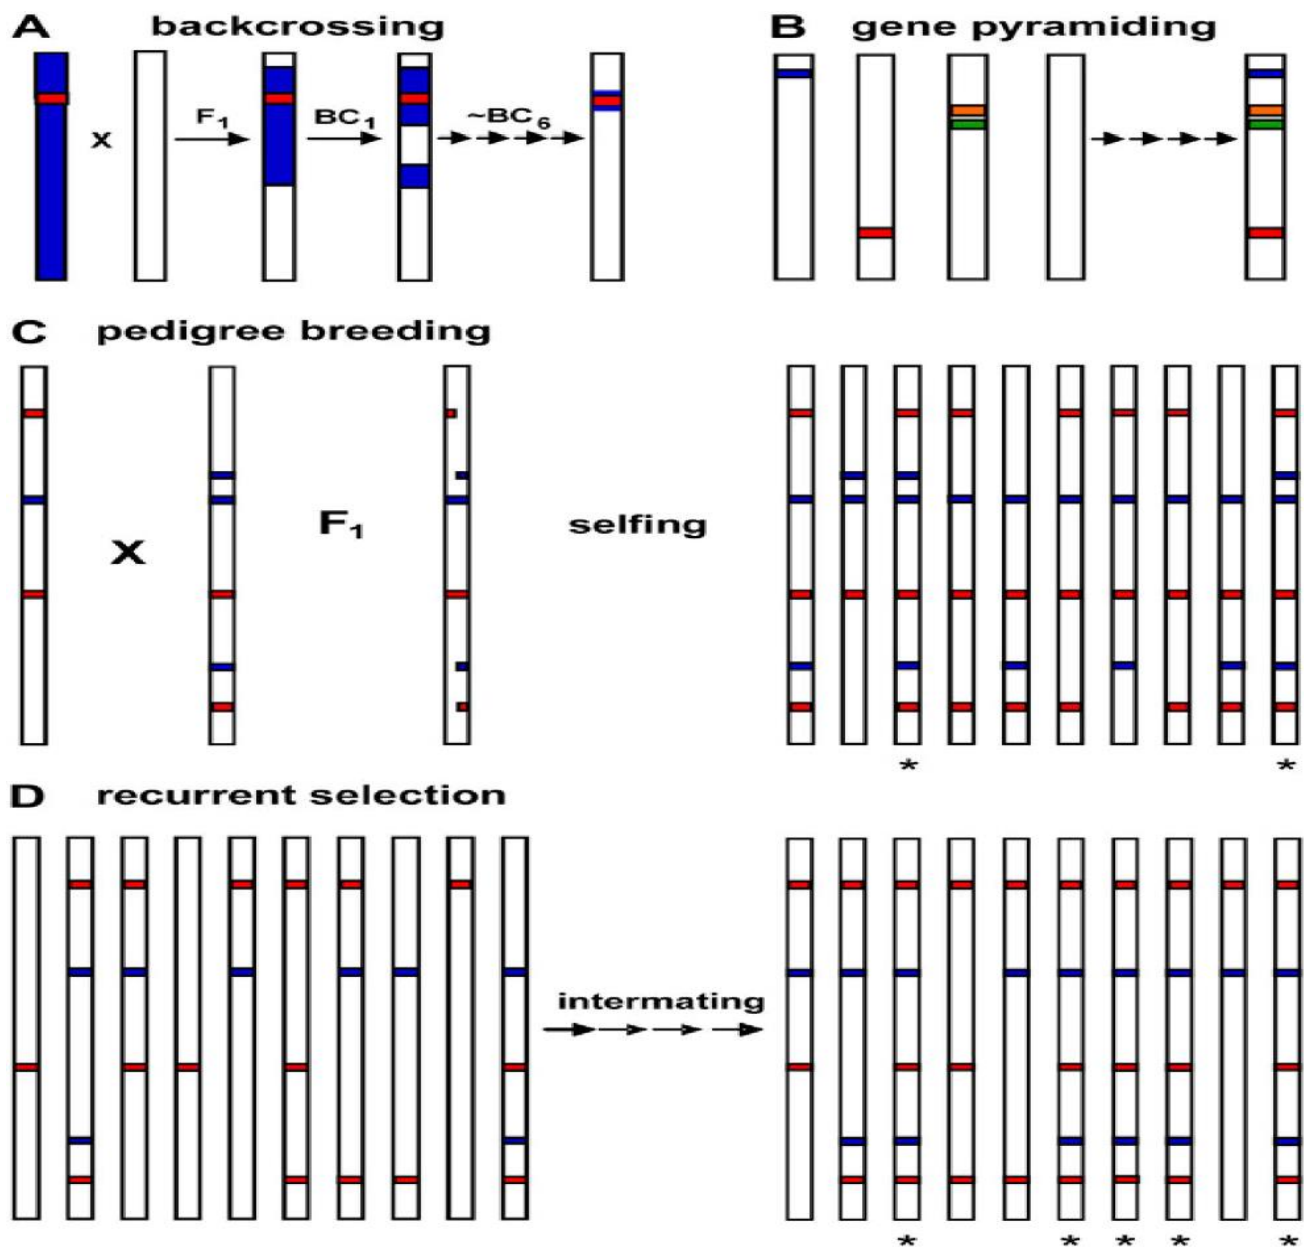 A backcrossing
B gene pyramiding
x
F1
BC1
~BC6
C pedigree breeding
X
F1
selfing
* *
D recurrent selection
intermating
* * * * *